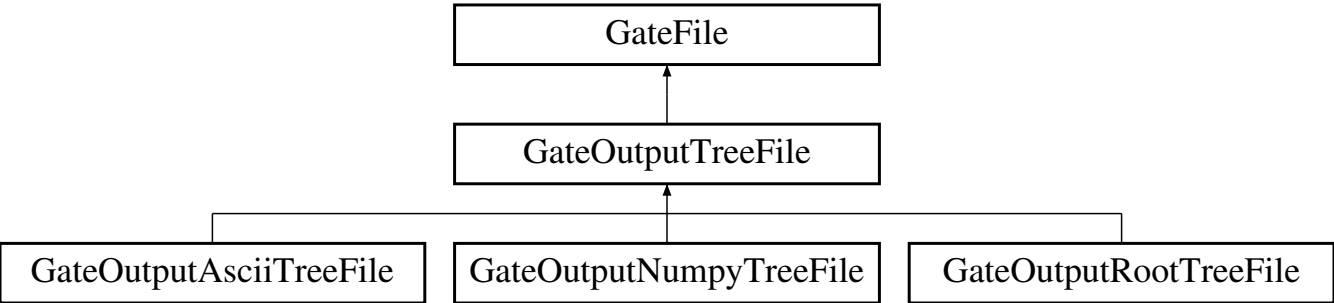 GateFile
GateOutputTreeFile
GateOutputAsciiTreeFile
GateOutputNumpyTreeFile
GateOutputRootTreeFile